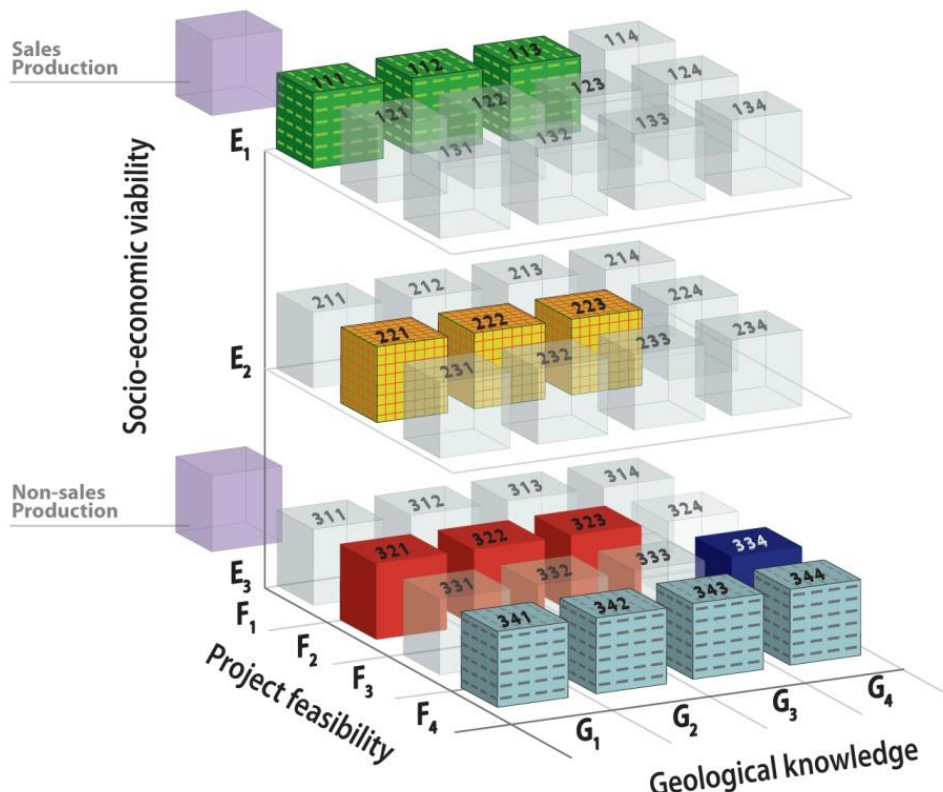 Sales
Production
Socio-economic viability
111
112
113
114
121
122
123
124
131
132
133
134
E1
211
212
213
214
221
222
223
224
231
232
233
234
E2
Non-sales
Production
311
312
313
314
321
322
323
324
331
332
333
334
341
342
343
344
E3
F1
F2
F3
F4
Project feasibility
G1
G2
G3
G4
Geological knowledge